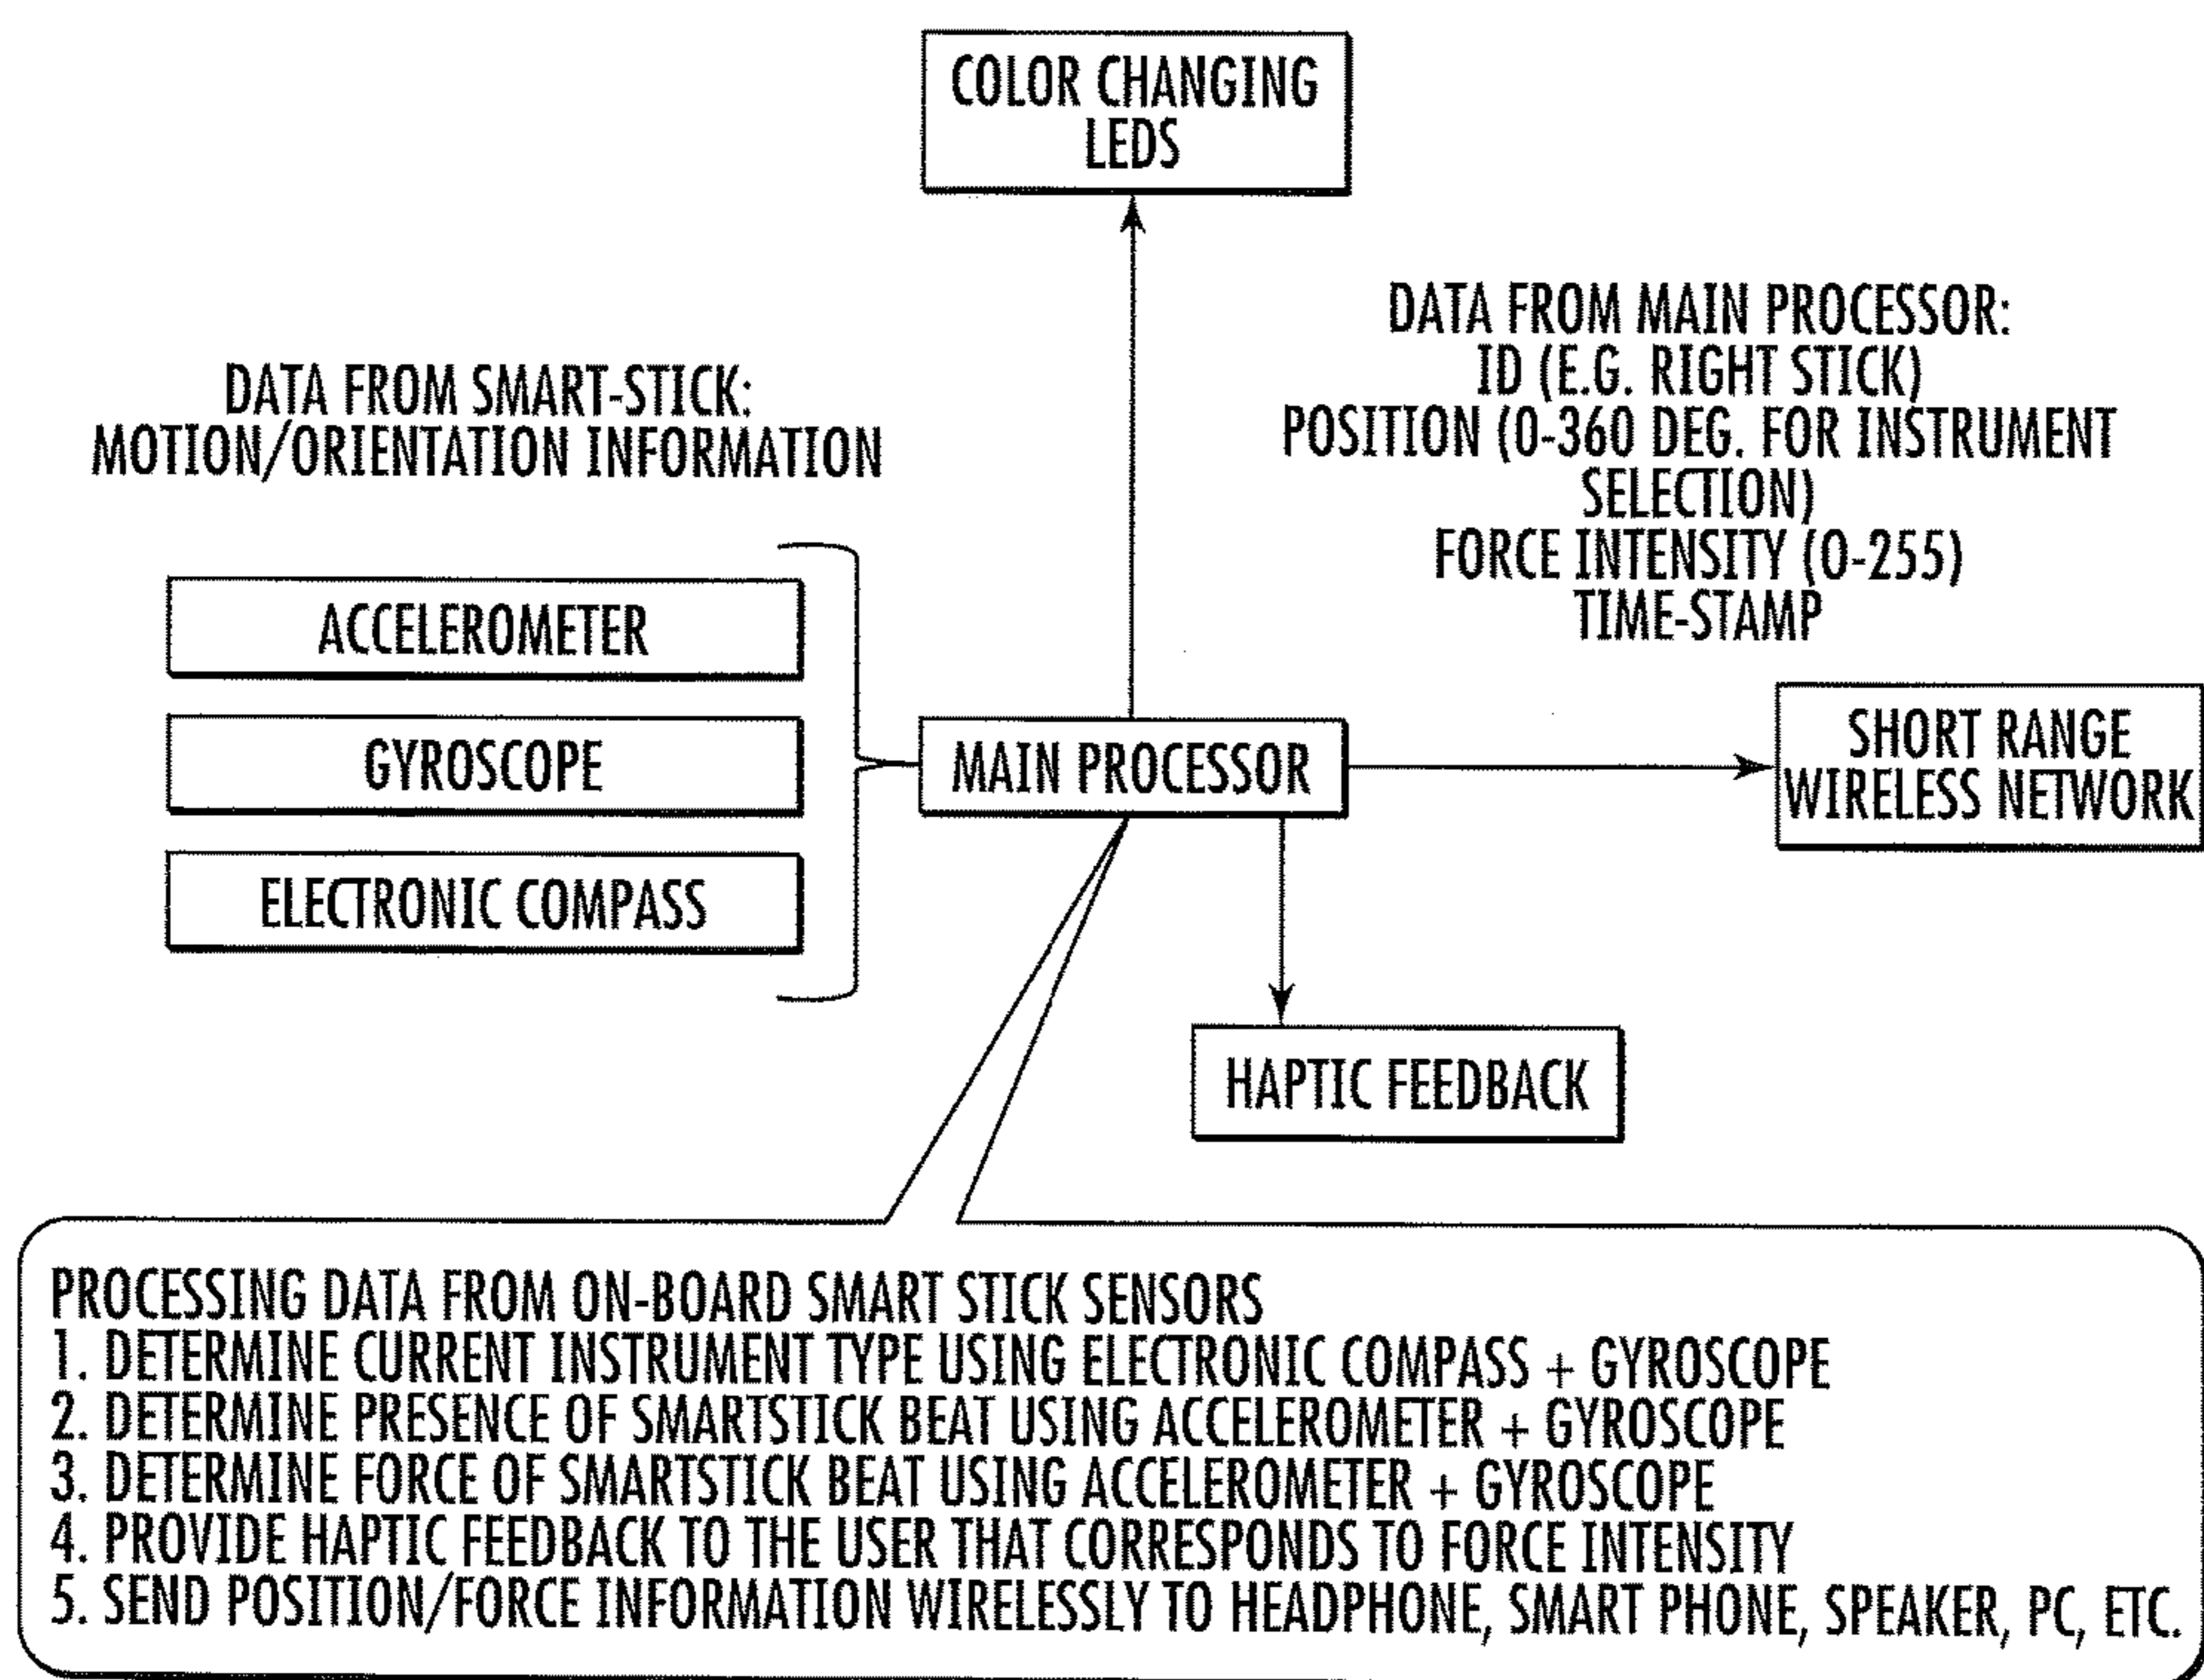 COLOR CHANGING
LEDS
DATA FROM MAIN PROCESSOR:
ID (E.G. RIGHT STICK)
POSITION (0-360 DEG. FOR INSTRUMENT
SELECTION)
FORCE INTENSITY (0-255)
TIME-STAMP
DATA FROM SMART-STICK:
MOTION/ORIENTATION INFORMATION
ACCELEROMETER
GYROSCOPE
ELECTRONIC COMPASS
MAIN PROCESSOR
SHORT RANGE
WIRELESS NETWORK
HAPTIC FEEDBACK
PROCESSING DATA FROM ON-BOARD SMART STICK SENSORS
1. DETERMINE CURRENT INSTRUMENT TYPE USING ELECTRONIC COMPASS + GYROSCOPE
2. DETERMINE PRESENCE OF SMARTSTICK BEAT USING ACCELEROMETER + GYROSCOPE
3. DETERMINE FORCE OF SMARTSTICK BEAT USING ACCELEROMETER + GYROSCOPE
4. PROVIDE HAPTIC FEEDBACK TO THE USER THAT CORRESPONDS TO FORCE INTENSITY
5. SEND POSITION/FORCE INFORMATION WIRELESSLY TO HEADPHONE, SMART PHONE, SPEAKER, PC, ETC.